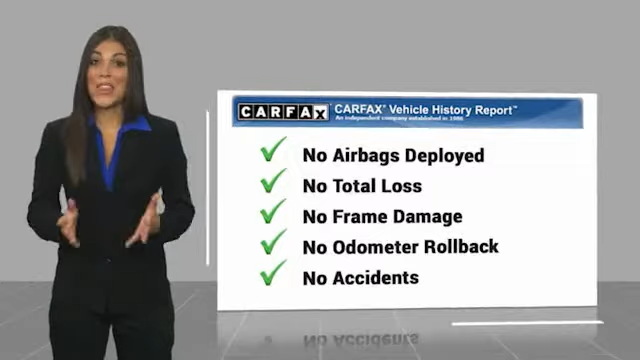 CARFAX CARFAX® Vehicle History Report™
An independent company established in 1986
No Airbags Deployed
No Total Loss
No Frame Damage
No Odometer Rollback
No Accidents